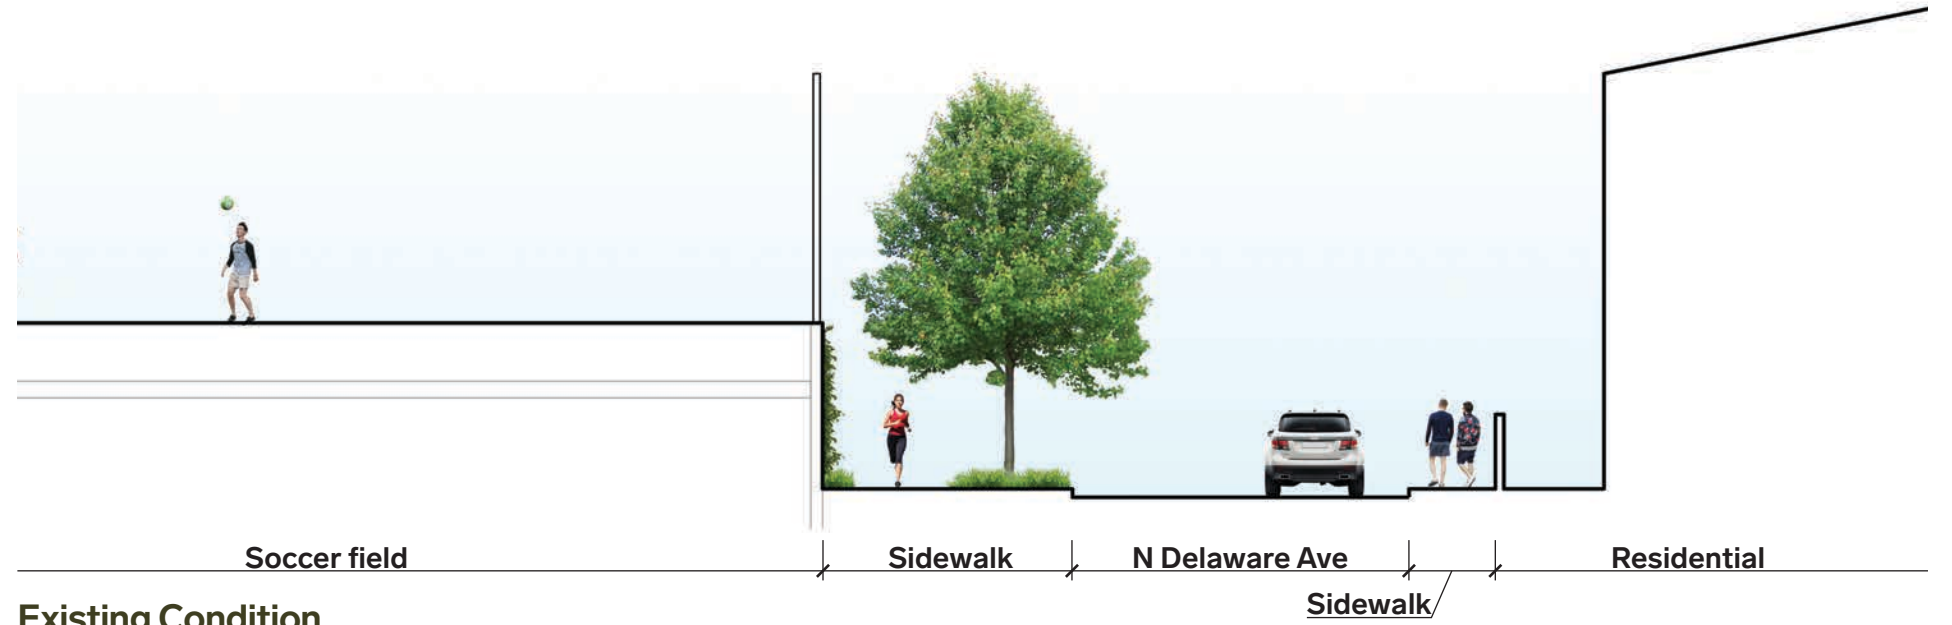 Soccer field
Sidewalk
N Delaware Ave
Residential
Sidewalk
Existing Condition